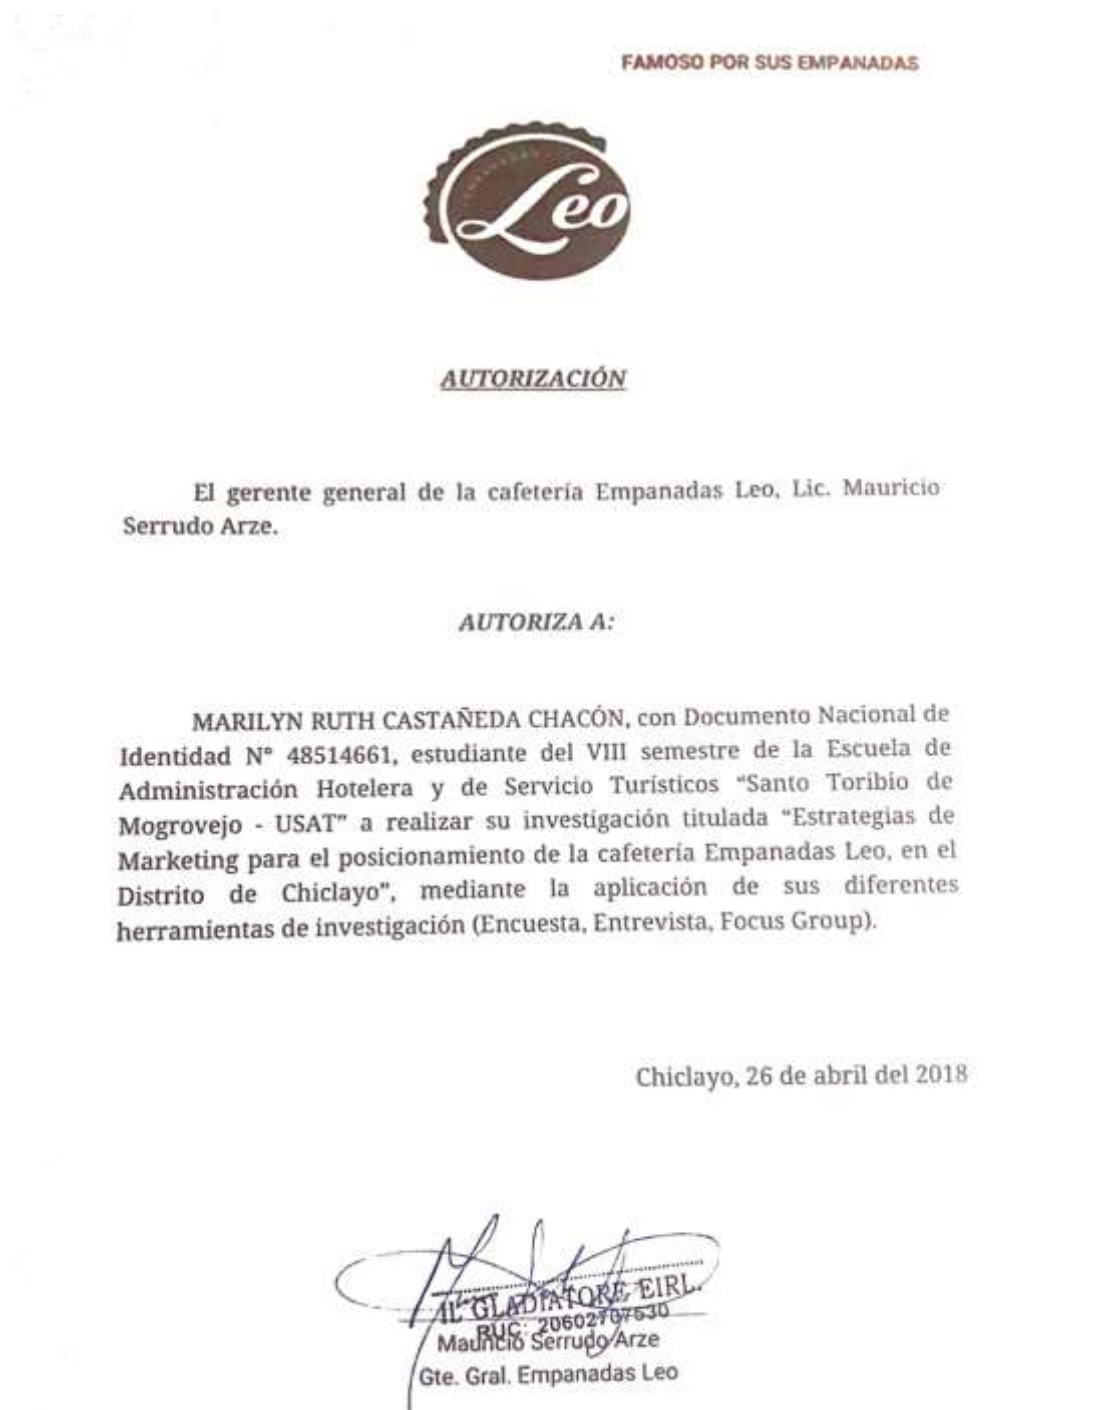 FAMOSO POR SUS EMPANADAS
Leo
AUTORIZACIÓN
El gerente general de la cafetería Empanadas Leo, Lic. Mauricio
Serrudo Arze.
AUTORIZA A:
MARILYN RUTH CASTAÑEDA CHACÓN, con Documento Nacional de
Identidad Nº 48514661, estudiante del VIII semestre de la Escuela de
Administración Hotelera y de Servicio Turísticos “Santo Toribio de
Mogrovejo - USAT” a realizar su investigación titulada “Estrategias de
Marketing para el posicionamiento de la cafetería Empanadas Leo, en el
Distrito de Chiclayo”, mediante la aplicación de sus diferentes
herramientas de investigación (Encuesta, Entrevista, Focus Group).
Chiclayo, 26 de abril del 2018
IL GLADIATORE EIRL.
RUC: 20602707530
Mauricio Serrudo Arze
Gte. Gral. Empanadas Leo